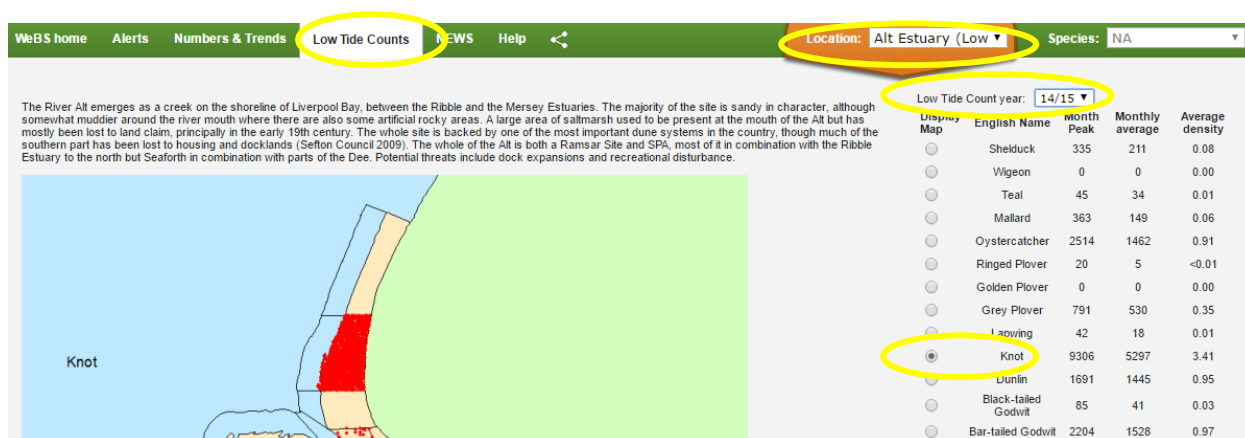 WeBS home Alerts Numbers & Trends Low Tide Counts NEWS Help Location: Alt Estuary (Low Species: NA
The River Alt emerges as a creek on the shoreline of Liverpool Bay, between the Ribble and the Mersey Estuaries. The majority of the site is sandy in character, although
somewhat muddier around the river mouth where there are also some artificial rocky areas. A large area of saltmarsh used to be present at the mouth of the Alt but has
mostly been lost to land claim, principally in the early 19th century. The whole site is backed by one of the most important dune systems in the country, though much of the
southern part has been lost to housing and docklands (Sefton Council 2009). The whole of the Alt is both a Ramsar Site and SPA, most of it in combination with the Ribble
Estuary to the north but Seaforth in combination with parts of the Dee. Potential threats include dock expansions and recreational disturbance.
Knot
Low Tide Count year: 14/15
Display Map English Name Month Peak Monthly average Average density
Shelduck 335 211 0.08
Wigeon 0 0 0.00
Teal 45 34 0.01
Mallard 363 149 0.06
Oystercatcher 2514 1462 0.91
Ringed Plover 20 5 <0.01
Golden Plover 0 0 0.00
Grey Plover 791 530 0.35
Lapwing 42 18 0.01
Knot 9306 5297 3.41
Dunlin 1691 1445 0.95
Black-tailed Godwit 85 41 0.03
Bar-tailed Godwit 2204 1528 0.97